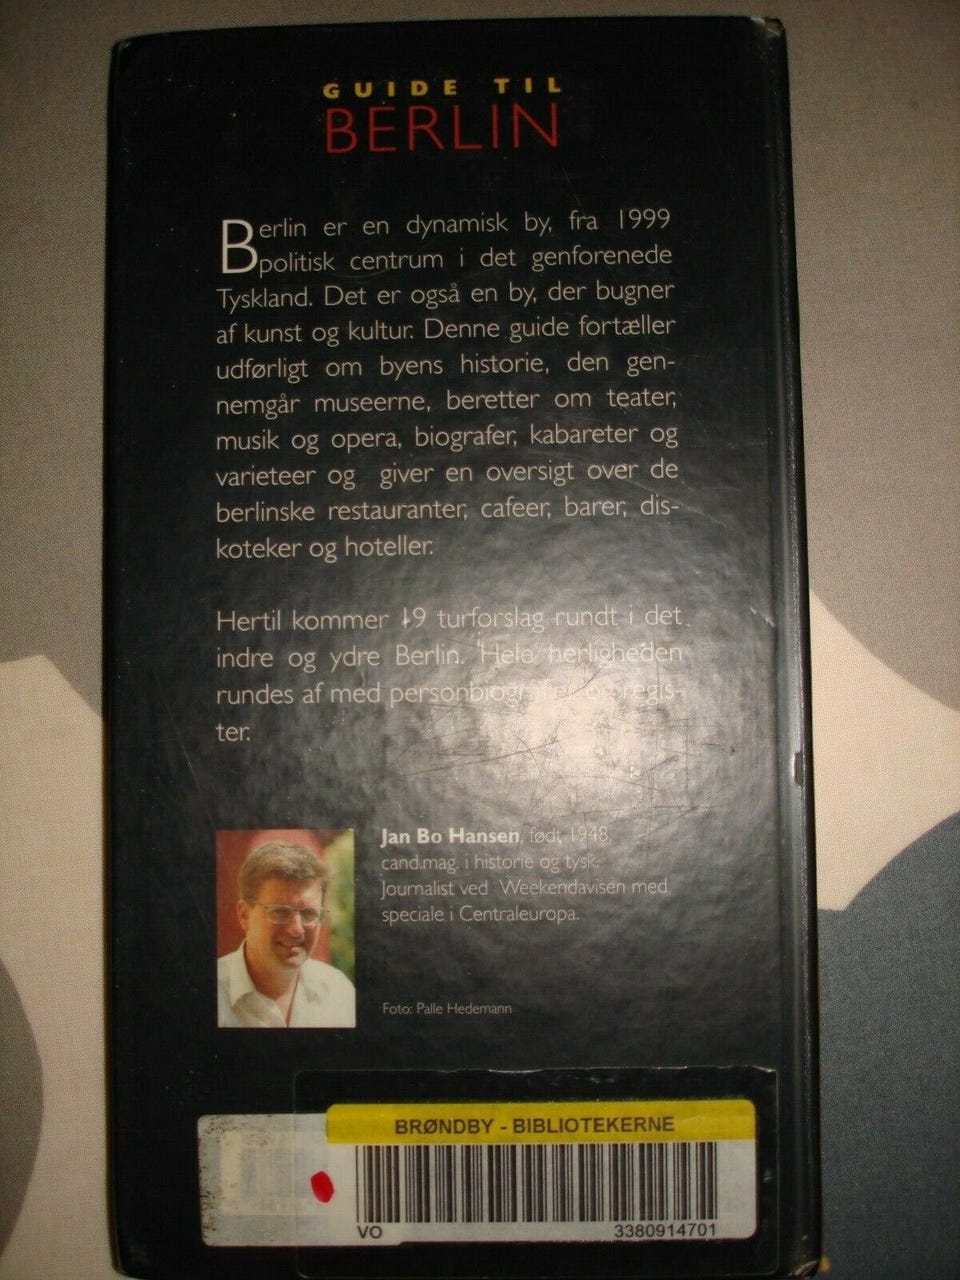 GUIDE TIL
BERLIN
Berlin er en dynamisk by, fra 1999
politisk centrum i det genforenede
Tyskland. Det er også en by, der bugner
af kunst og kultur. Denne guide fortæller
udførligt om byens historie, den gen-
nemgår museerne, beretter om teater,
musik og opera, biografer, kabareter og
varieteer og giver en oversigt over de
berlinske restauranter, cafeer, barer, dis-
koteker og hoteller.
Hertil kommer 19 turforslag rundt i det
indre og ydre Berlin. Hele herligheden
rundes af med personbiografier og regis-
ter.
Jan Bo Hansen, født 1948,
cand.mag. i historie og tysk.
Journalist ved Weekendavisen med
speciale i Centraleuropa.
Foto: Palle Hedemann
BRØNDBY - BIBLIOTEKERNE
VO 3380914701